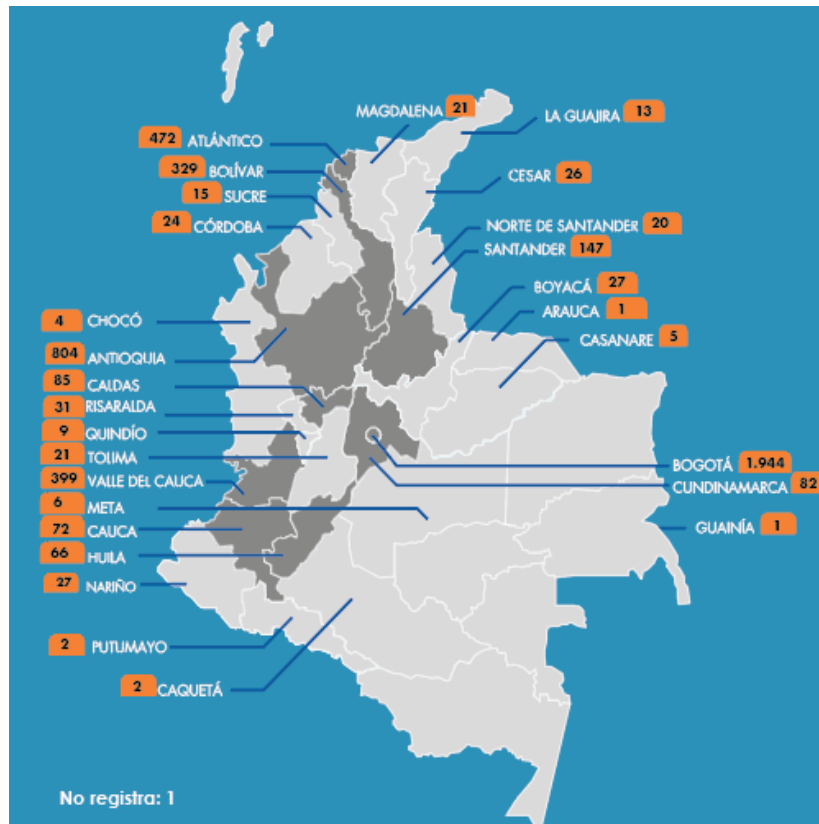 MAGDALENA 21
LA GUAJIRA 13
472 ATLÁNTICO
329 BOLÍVAR
CESAR 26
15 SUCRE
24 CÓRDOBA
NORTE DE SANTANDER 20
SANTANDER 147
BOYACÁ 27
ARAUCA 1
CASANARE 5
4 CHOCÓ
804 ANTIOQUIA
85 CALDAS
31 RISARALDA
9 QUINDÍO
21 TOLIMA
399 VALLE DEL CAUCA
6 META
72 CAUCA
66 HUILA
27 NARIÑO
BOGOTÁ 1.944
CUNDINAMARCA 82
GUAINÍA 1
2 PUTUMAYO
2 CAQUETÁ
No registra: 1